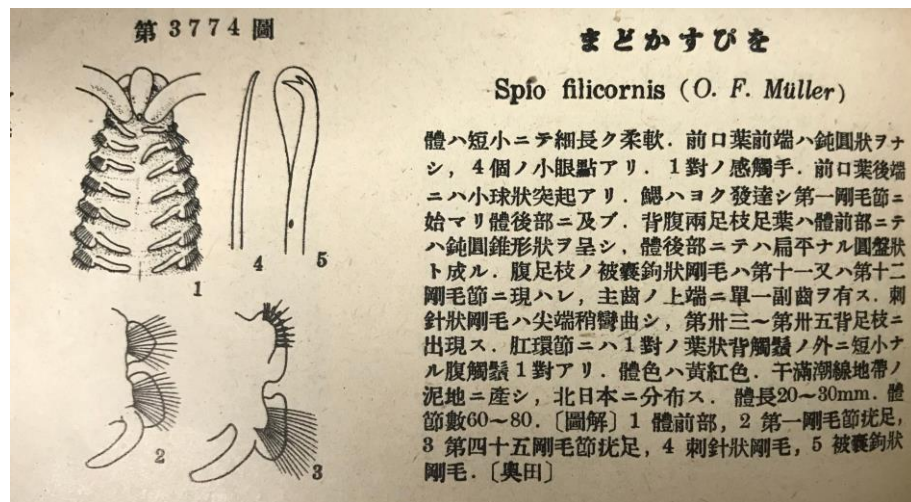 第3774圖
1
4
5
2
3
まどかすぴを
Spio filicornis (O. F. Müller)
體ハ短小ニテ細長ク柔軟．前口葉前端ハ鈍圓狀ヲナ
シ，4個ノ小眼點アリ．1對ノ感觸手．前口葉後端
ニハ小球狀突起アリ．鰓ハヨク發達シ第一剛毛節ニ
始マリ體後部ニ及ブ．背腹兩足枝足葉ハ體前部ニテ
ハ鈍圓錐形狀ヲ呈シ，體後部ニテハ扁平ナル圓盤狀
ト成ル．腹足枝ノ被囊鉤狀剛毛ハ第十一又ハ第十二
剛毛節ニ現ハレ，主齒ノ上端ニ單一副齒ヲ有ス．刺
針狀剛毛ハ尖端稍彎曲シ，第卅三～第卅五背足枝ニ
出現ス．肛環節ニハ1對ノ葉狀背觸鬚ノ外ニ短小ナ
ル腹觸鬚1對アリ．體色ハ黃紅色．干滿潮線地帶ノ
泥地ニ產シ，北日本ニ分布ス．體長20～30mm．體
節數60～80．〔圖解〕1 體前部，2 第一剛毛節疣足，
3 第四十五剛毛節疣足，4 刺針狀剛毛，5 被囊鉤狀
剛毛．〔奧田〕